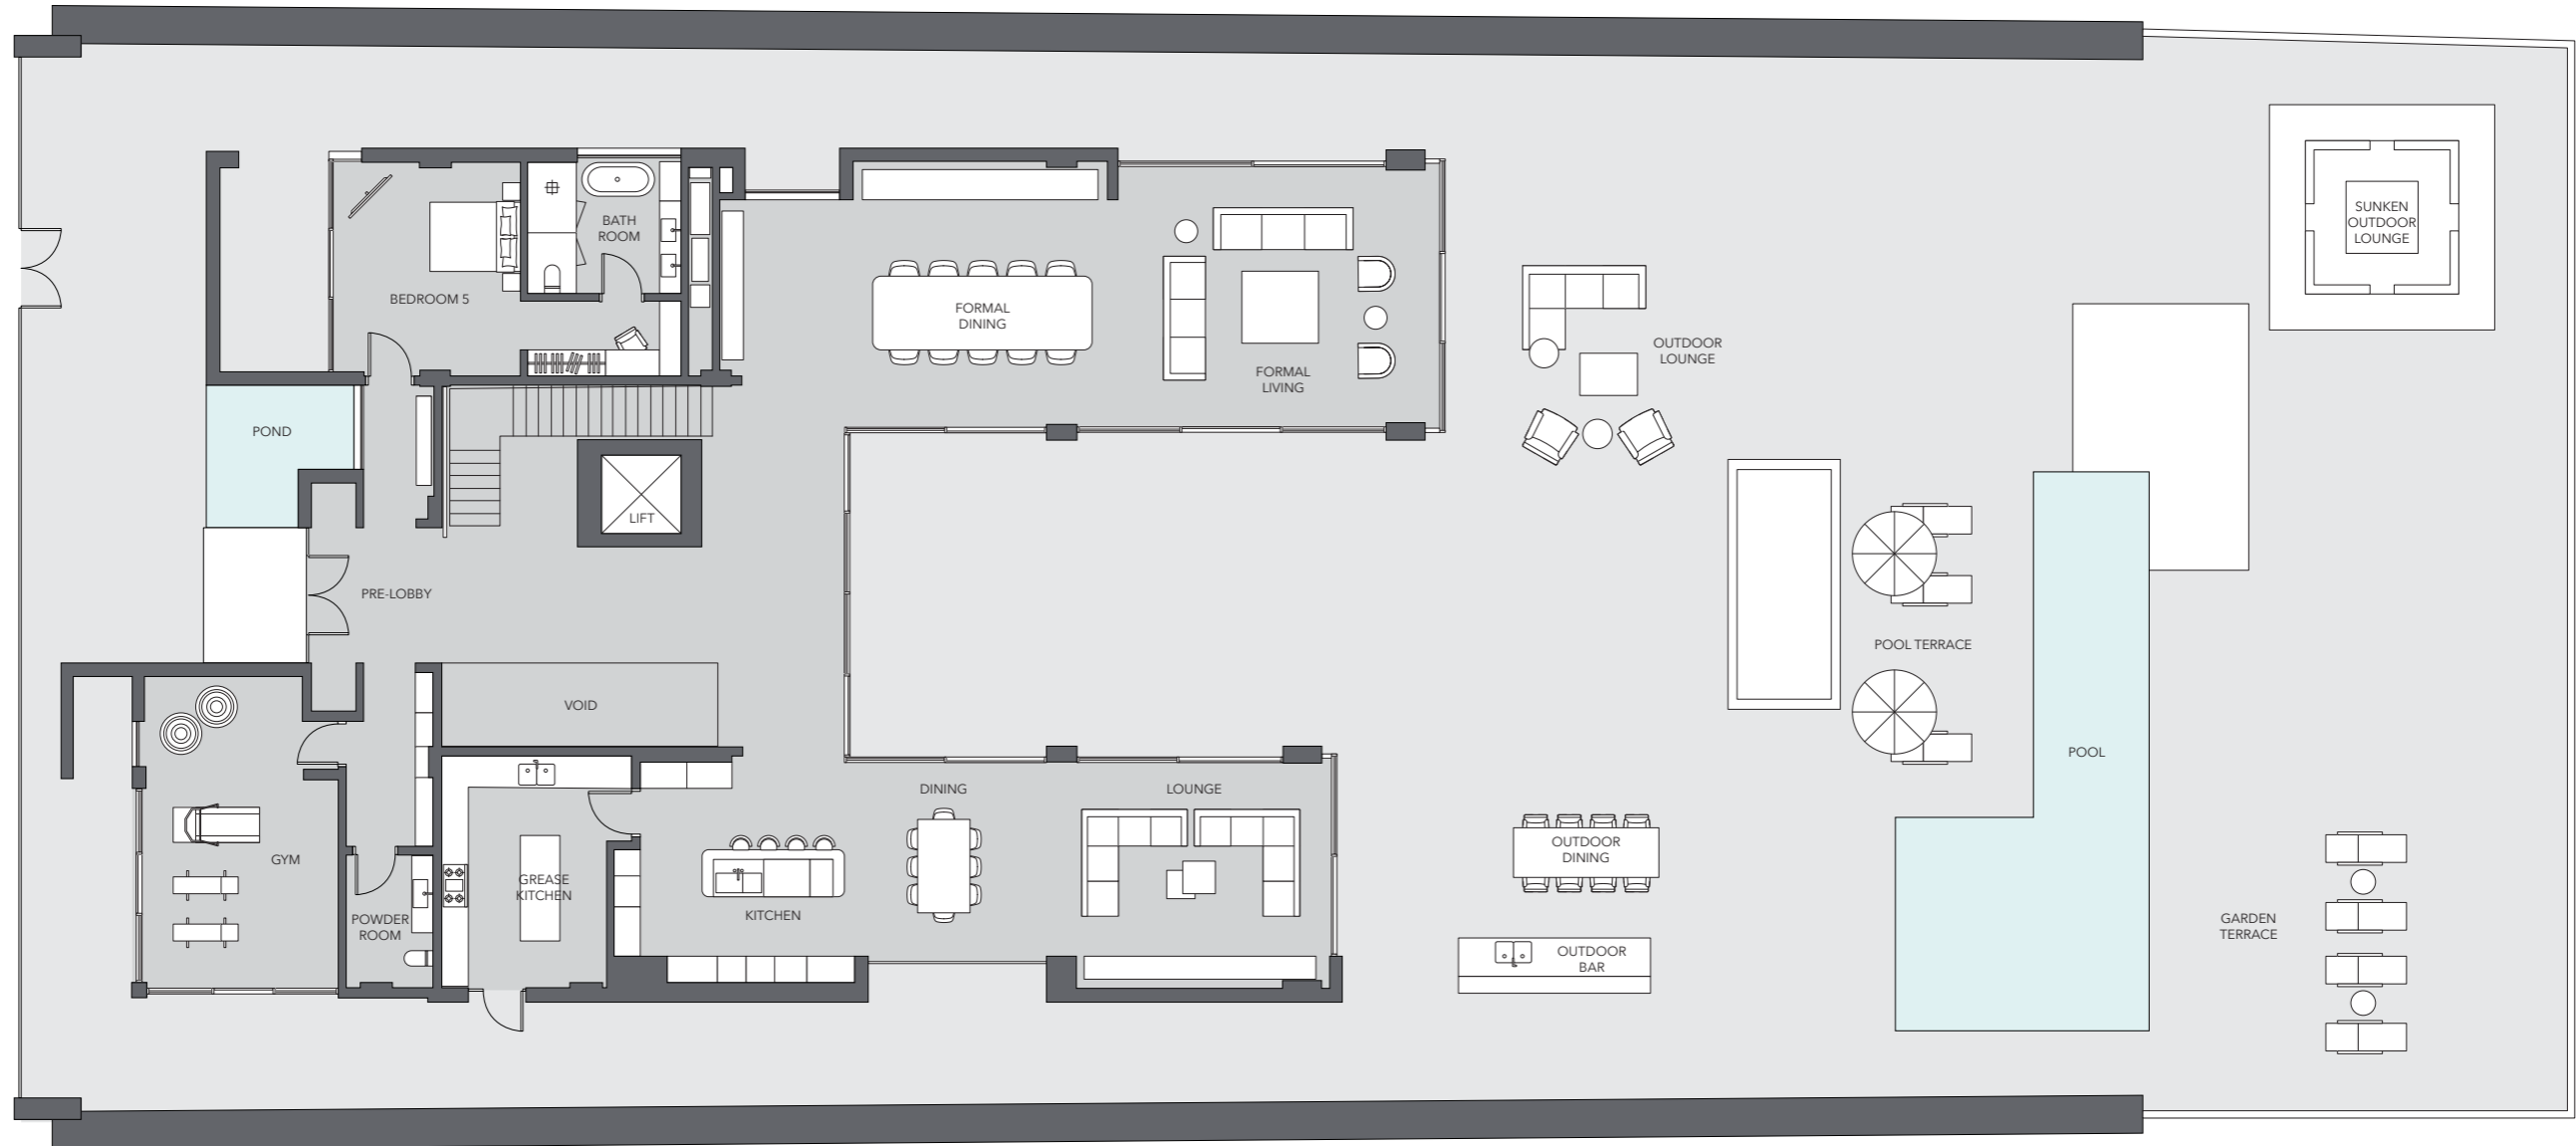 SUNKEN
OUTDOOR
LOUNGE
BATH
ROOM
BEDROOM 5
FORMAL
DINING
OUTDOOR
LOUNGE
FORMAL
LIVING
POND
LIFT
PRE-LOBBY
POOL TERRACE
VOID
POOL
DINING
LOUNGE
OUTDOOR
DINING
GYM
GREASE
KITCHEN
KITCHEN
POWDER
ROOM
GARDEN
TERRACE
OUTDOOR
BAR